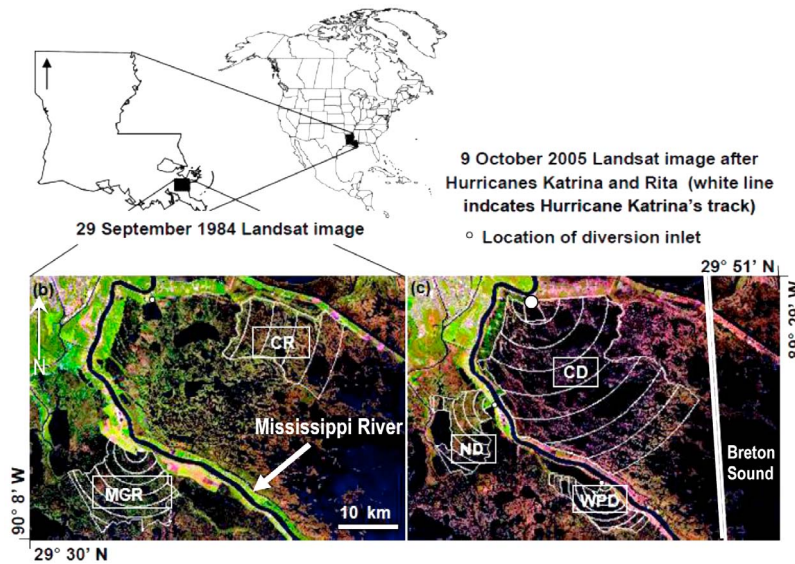 9 October 2005 Landsat image after
Hurricanes Katrina and Rita (white line
indcates Hurricane Katrina's track)
29 September 1984 Landsat image
○ Location of diversion inlet
29° 51' N
(b)
(c)
89° 29' W
CR
CD
N
Mississippi River
ND
Breton
Sound
MGR
WPD
10 km
90° 8' W
29° 30' N